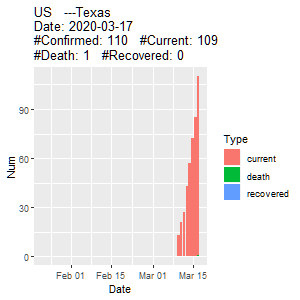 US   ---Texas
Date: 2020-03-17
#Confirmed: 110   #Current: 109
#Death: 1   #Recovered: 0
Num
90
60
30
0
Feb 01
Feb 15
Mar 01
Mar 15
Date
Type
current
death
recovered